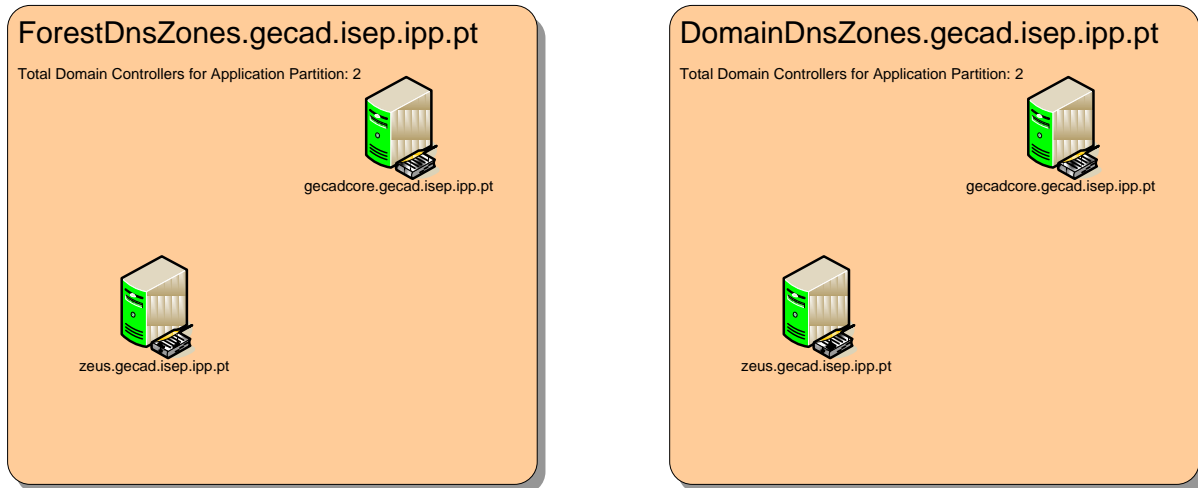 ForestDnsZones.gecad.isep.ipp.pt
Total Domain Controllers for Application Partition: 2
gecadcore.gecad.isep.ipp.pt
zeus.gecad.isep.ipp.pt
DomainDnsZones.gecad.isep.ipp.pt
Total Domain Controllers for Application Partition: 2
gecadcore.gecad.isep.ipp.pt
zeus.gecad.isep.ipp.pt